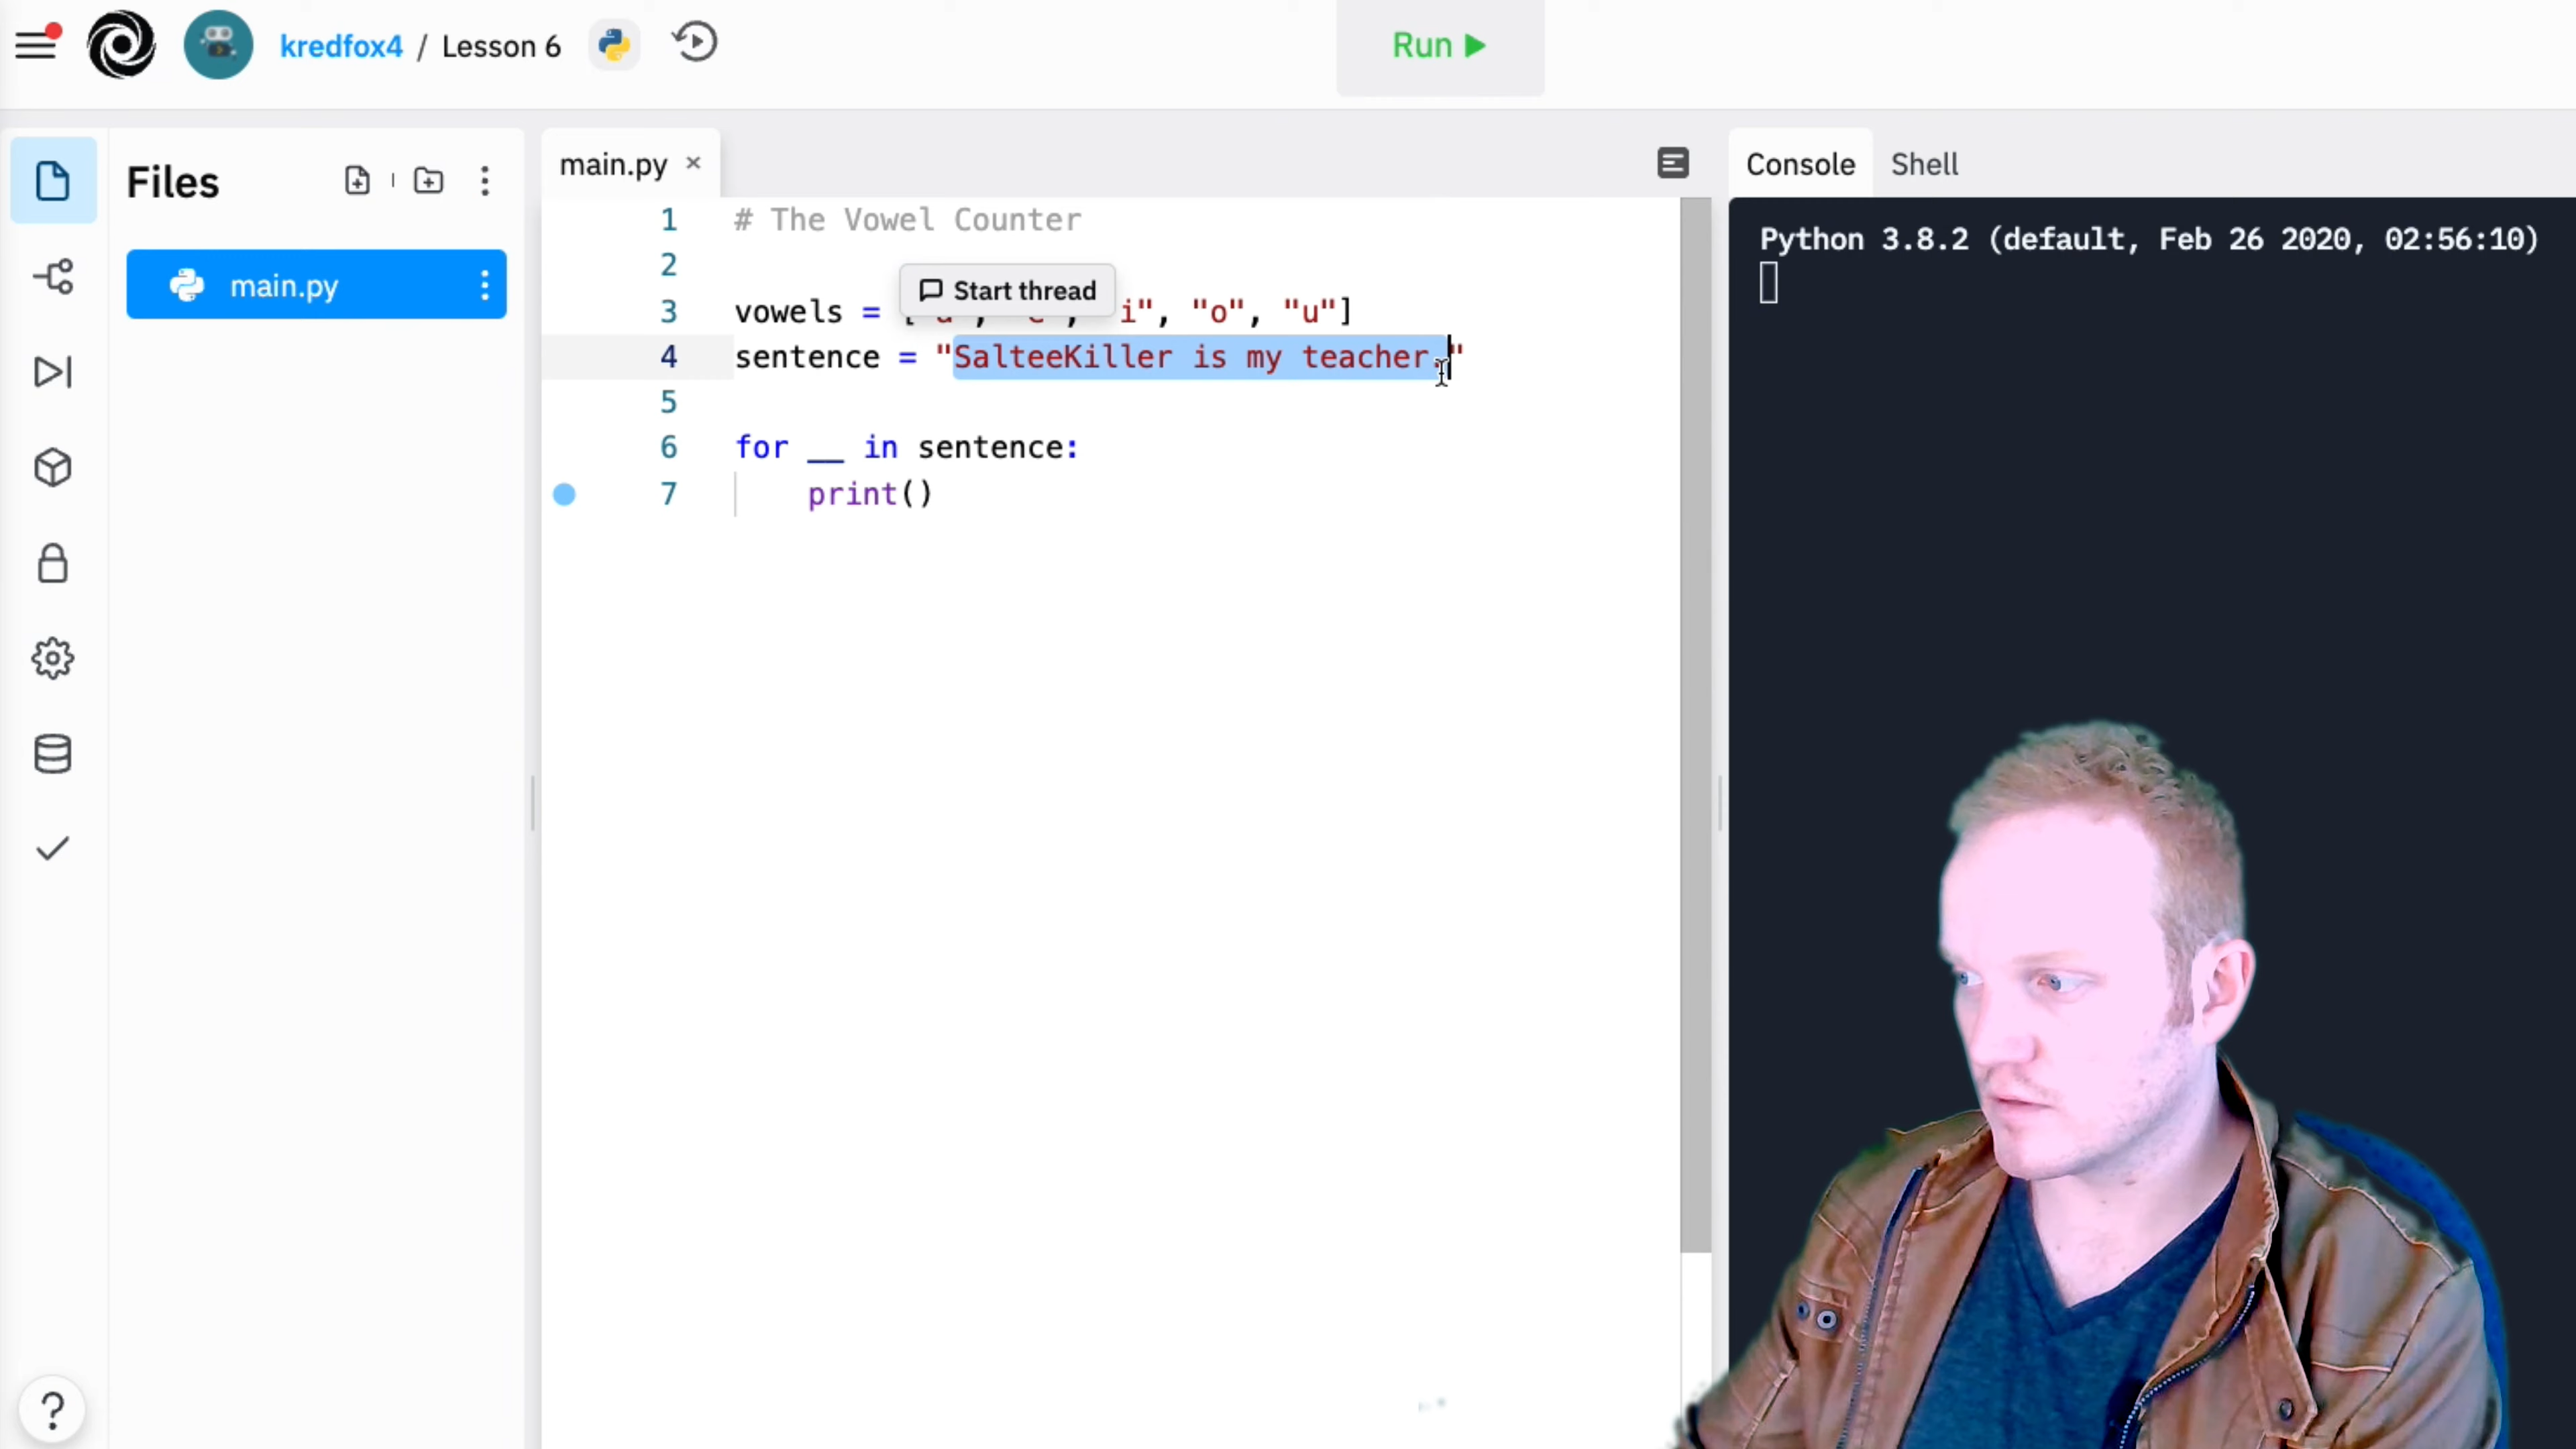 kredfox4 / Lesson 6
Run
Files
main.py
main.py
Console
Shell
1 # The Vowel Counter
2
Start thread
3 vowels = i", "o", "u"]
4 sentence = "SalteeKiller is my teacher."
5
6 for __ in sentence:
7 print()
Python 3.8.2 (default, Feb 26 2020, 02:56:10)
?